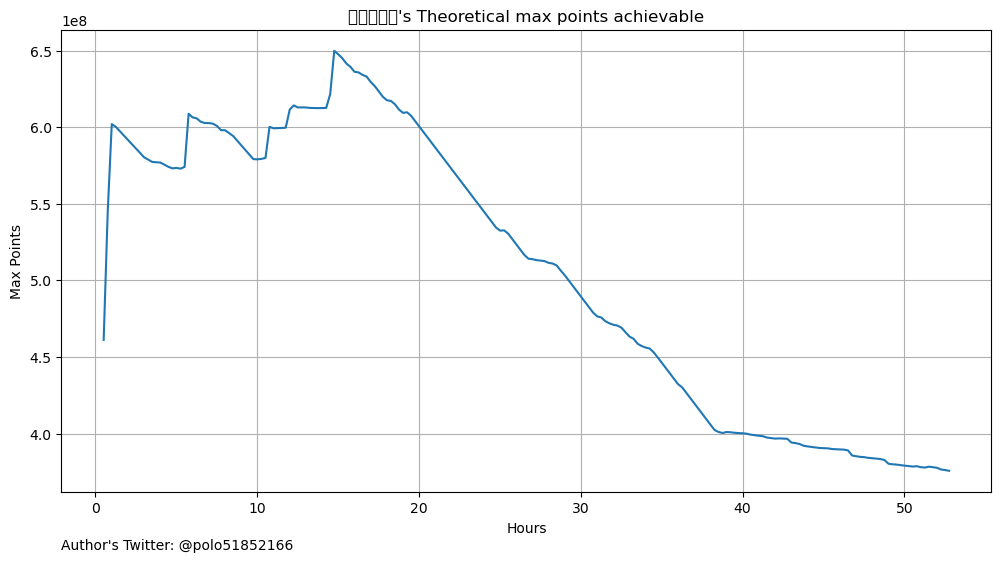 's Theoretical max points achievable
1e8
6.5
6.0
5.5
5.0
4.5
4.0
Max Points
0 10 20 30 40 50
Hours
Author's Twitter: @polo51852166